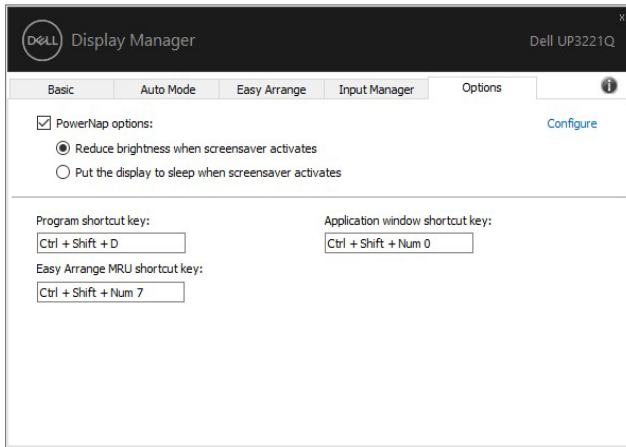 x
DELL Display Manager
Dell UP3221Q
Basic Auto Mode Easy Arrange Input Manager Options
PowerNap options:
Configure
Reduce brightness when screensaver activates
Put the display to sleep when screensaver activates
Program shortcut key:
Application window shortcut key:
Ctrl + Shift + D
Ctrl + Shift + Num 0
Easy Arrange MRU shortcut key:
Ctrl + Shift + Num 7